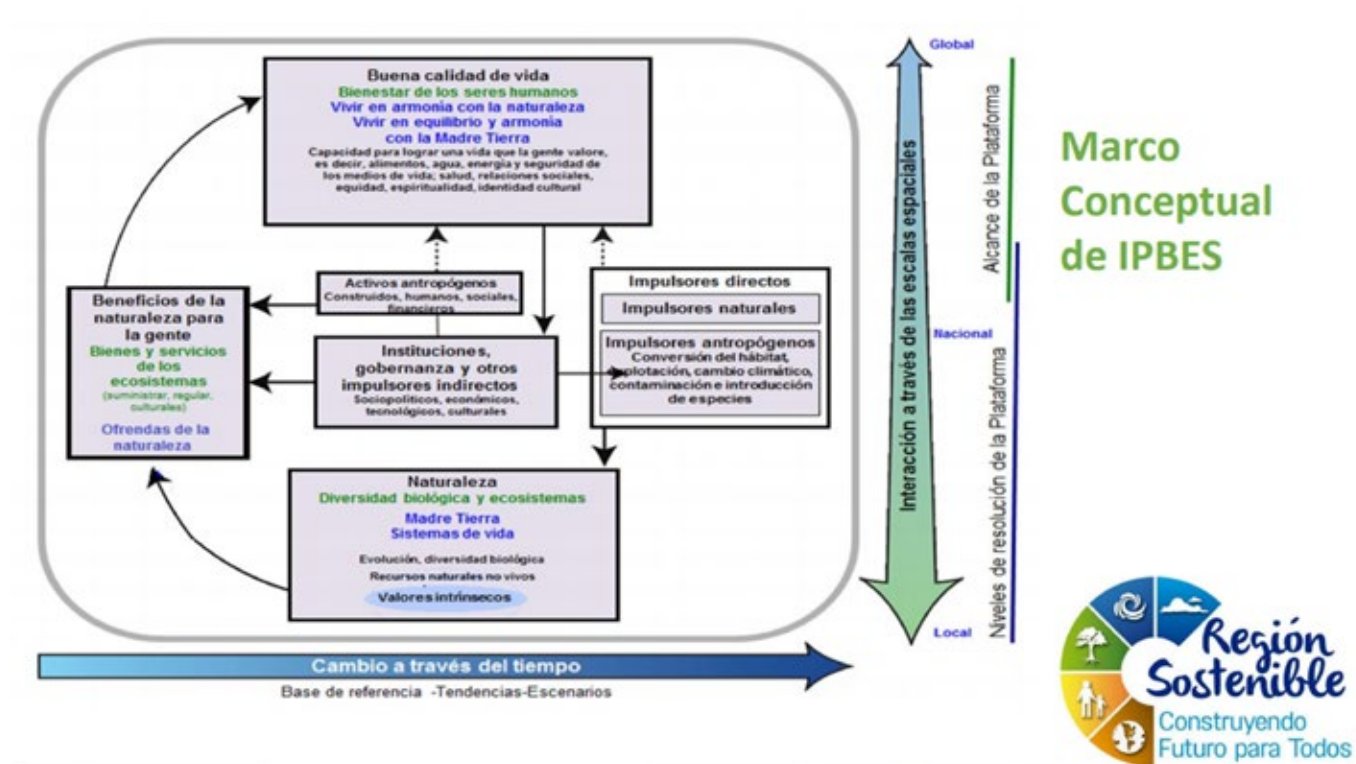 Buena calidad de vida
Bienestar de los seres humanos
Vivir en armonía con la naturaleza
Vivir en equilibrio y armonía
con la Madre Tierra
Capacidad para lograr una vida que la gente valore,
es decir, alimentos, agua, energía y seguridad de
los medios de vida; salud, relaciones sociales,
equidad, espiritualidad, identidad cultural
Beneficios de la
naturaleza para
la gente
Bienes y servicios
de los
ecosistemas
(suministrar, regular,
culturales)
Ofrendas de la
naturaleza
Activos antropógenos
Construidos, humanos, sociales,
financieros
Instituciones,
gobernanza y otros
impulsores indirectos
Sociopolíticos, económicos,
tecnológicos, culturales
Impulsores directos
Impulsores naturales
Impulsores antropógenos
Conversión del hábitat,
explotación, cambio climático,
contaminación e introducción
de especies
Naturaleza
Diversidad biológica y ecosistemas
Madre Tierra
Sistemas de vida
Evolución, diversidad biológica
Recursos naturales no vivos
Valores intrínsecos
Cambio a través del tiempo
Base de referencia -Tendencias-Escenarios
Global
Nacional
Local
Interacción a través de las escalas espaciales
Alcance de la Plataforma
Niveles de resolución de la Plataforma
Marco
Conceptual
de IPBES
Región
Sostenible
Construyendo
Futuro para Todos